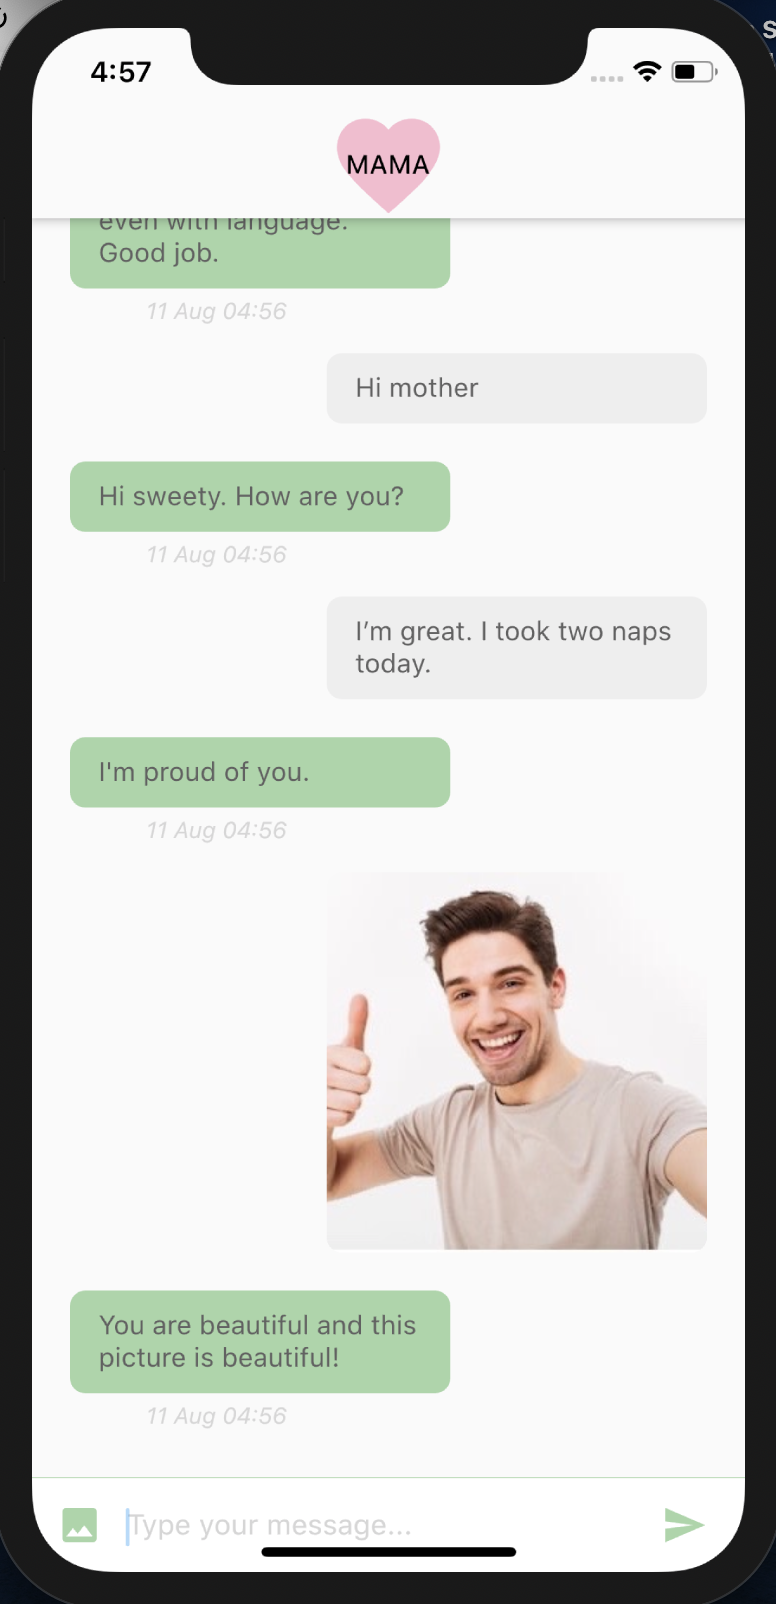 4:57
MAMA
even with language.
Good job.
11 Aug 04:56
Hi mother
Hi sweety. How are you?
11 Aug 04:56
I’m great. I took two naps
today.
I'm proud of you.
11 Aug 04:56
You are beautiful and this
picture is beautiful!
11 Aug 04:56
Type your message...